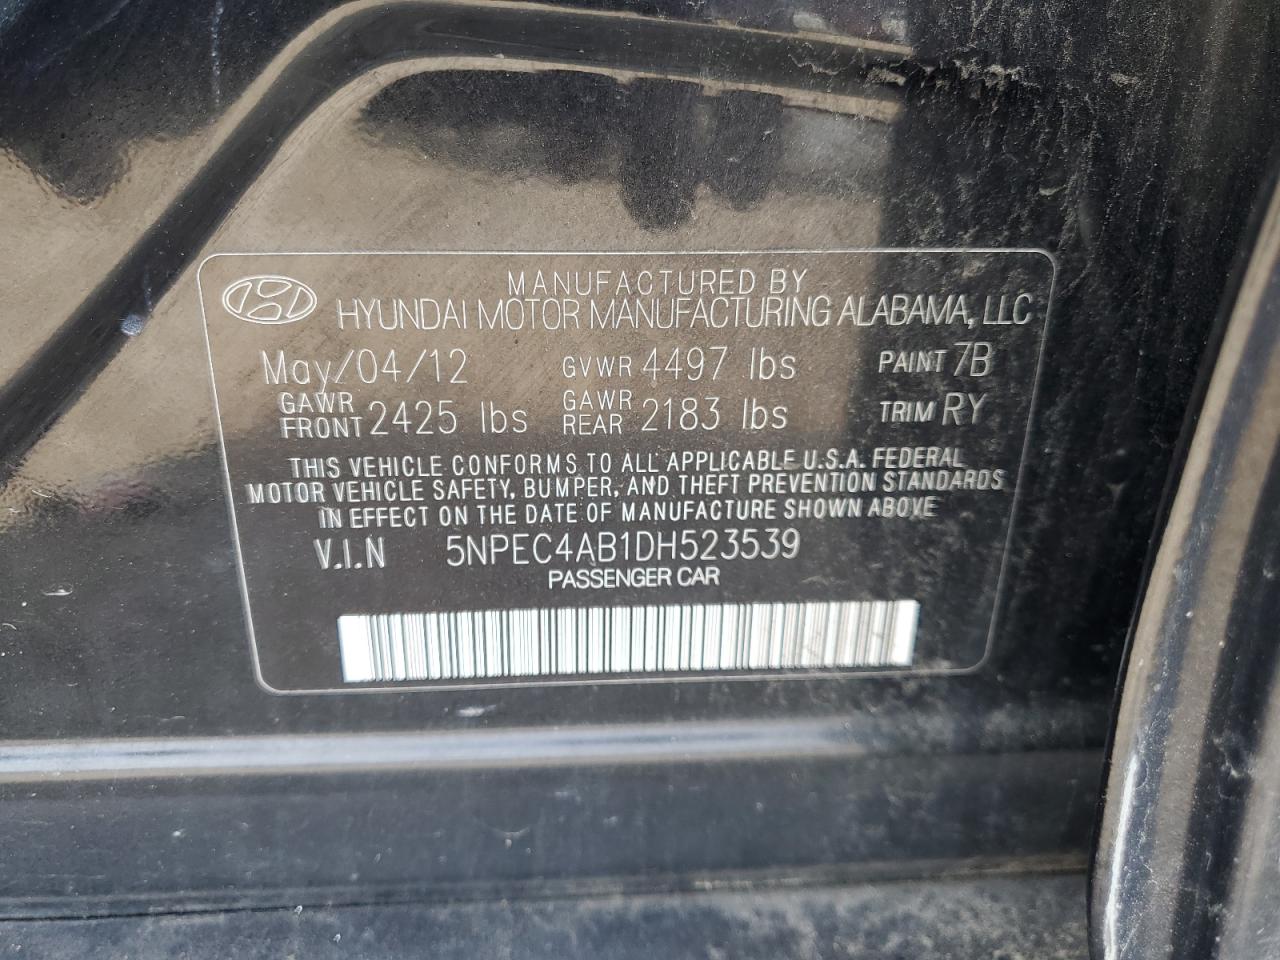 MANUFACTURED BY
HYUNDAI MOTOR MANUFACTURING ALABAMA, LLC
May/04/12 GVWR 4497 lbs PAINT 7B
GAWR FRONT 2425 lbs GAWR REAR 2183 lbs TRIM RY
THIS VEHICLE CONFORMS TO ALL APPLICABLE U.S.A. FEDERAL
MOTOR VEHICLE SAFETY, BUMPER, AND THEFT PREVENTION STANDARDS
IN EFFECT ON THE DATE OF MANUFACTURE SHOWN ABOVE
V.I.N 5NPEC4AB1DH523539
PASSENGER CAR